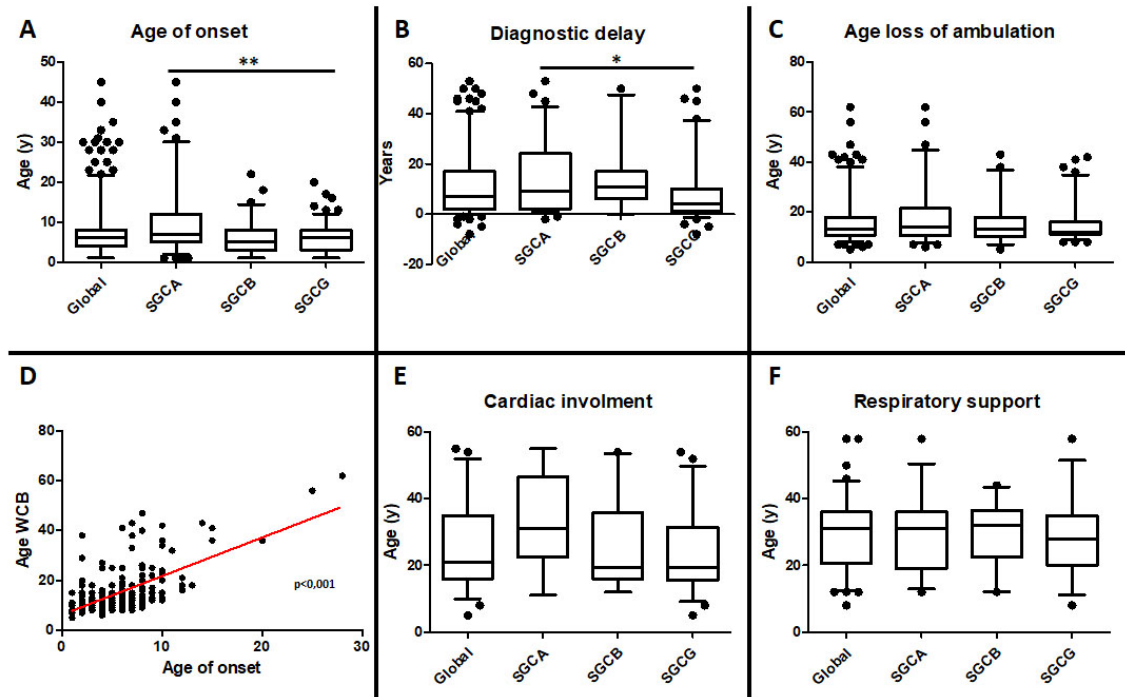 A
Age of onset
**
Age (y)
50
40
30
20
10
0
Global
SGCA
SGCB
SGCG
B
Diagnostic delay
*
Years
60
40
20
0
-20
Global
SGCA
SGCB
SGCG
C
Age loss of ambulation
Age (y)
80
60
40
20
0
Global
SGCA
SGCB
SGCG
D
Age WCB
80
60
40
20
0
p<0,001
0
10
20
30
Age of onset
E
Cardiac involment
Age (y)
60
40
20
0
Global
SGCA
SGCB
SGCG
F
Respiratory support
Age (y)
60
40
20
0
Global
SGCA
SGCB
SGCG